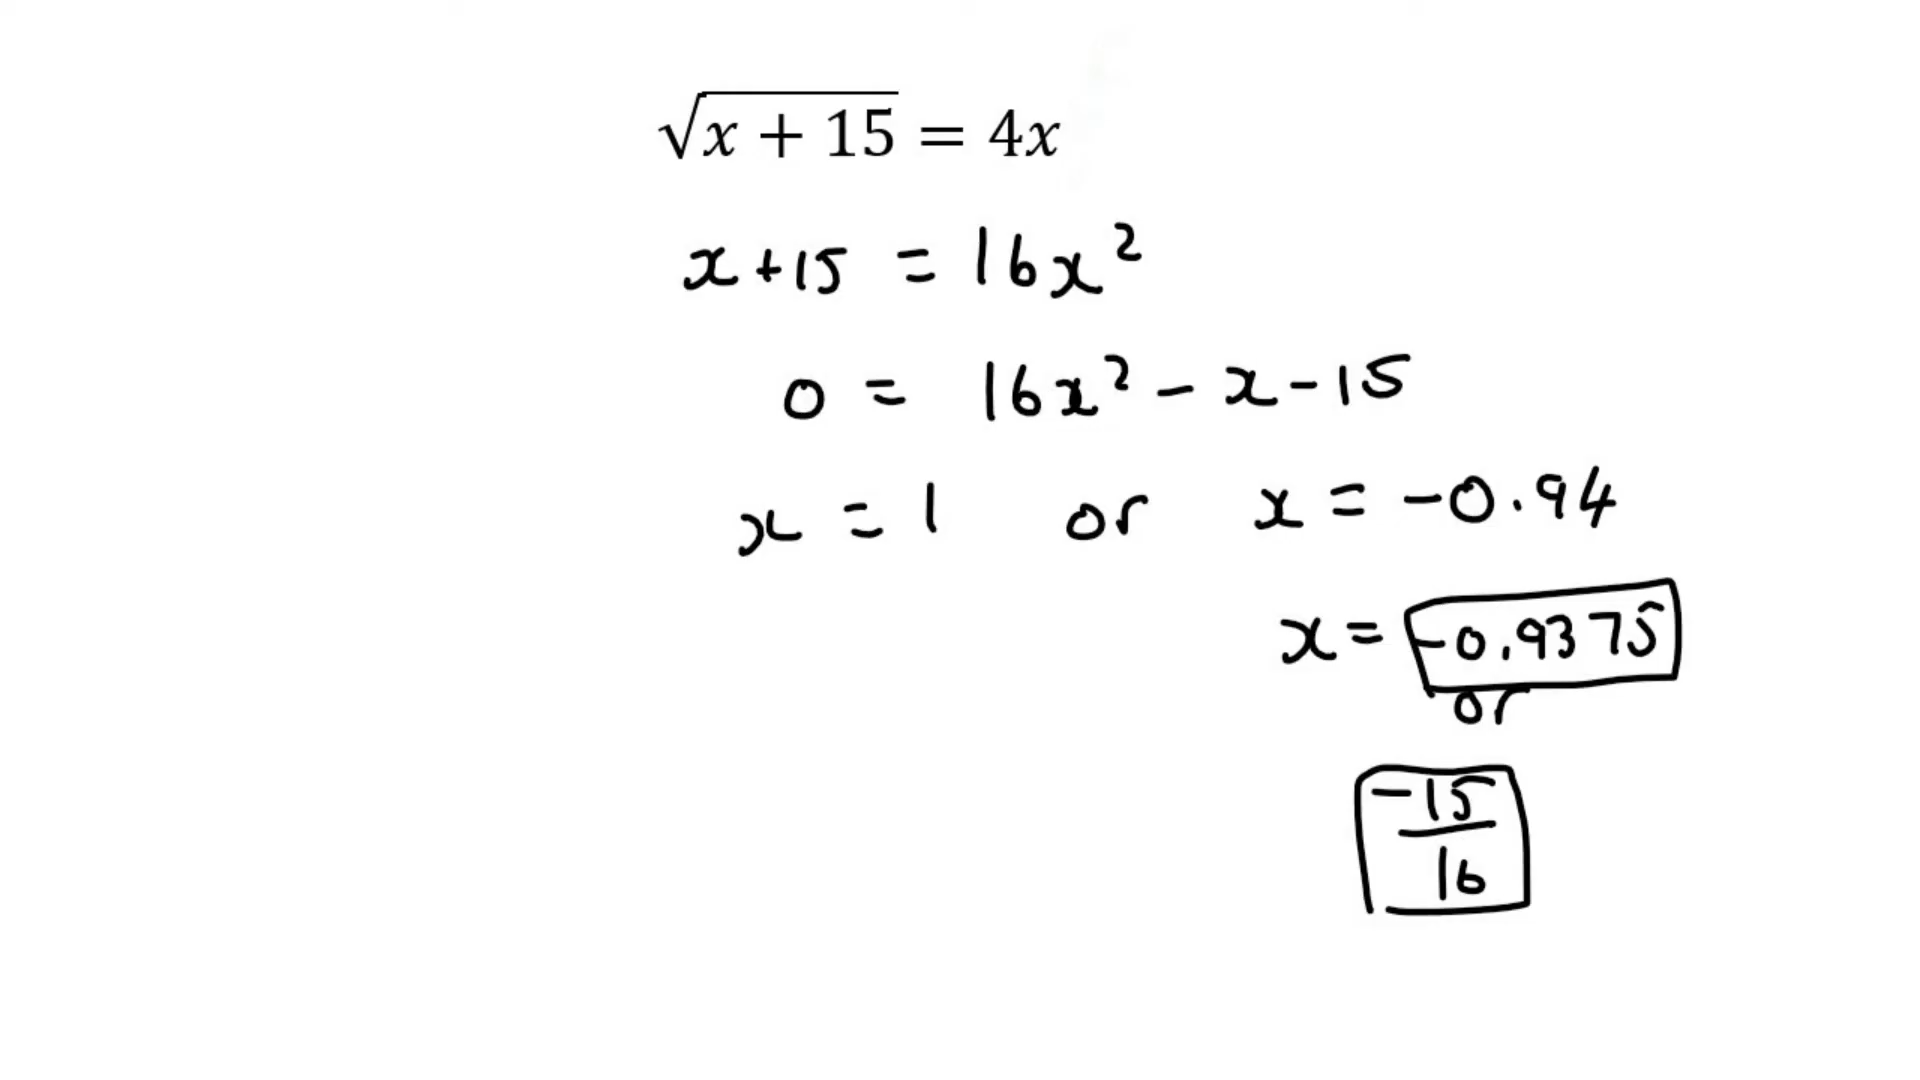 √x + 15 = 4x
x + 15 = 16x²
0 = 16x² - x - 15
x = 1 or x = -0.94
x = -0.9375
or
-15
16